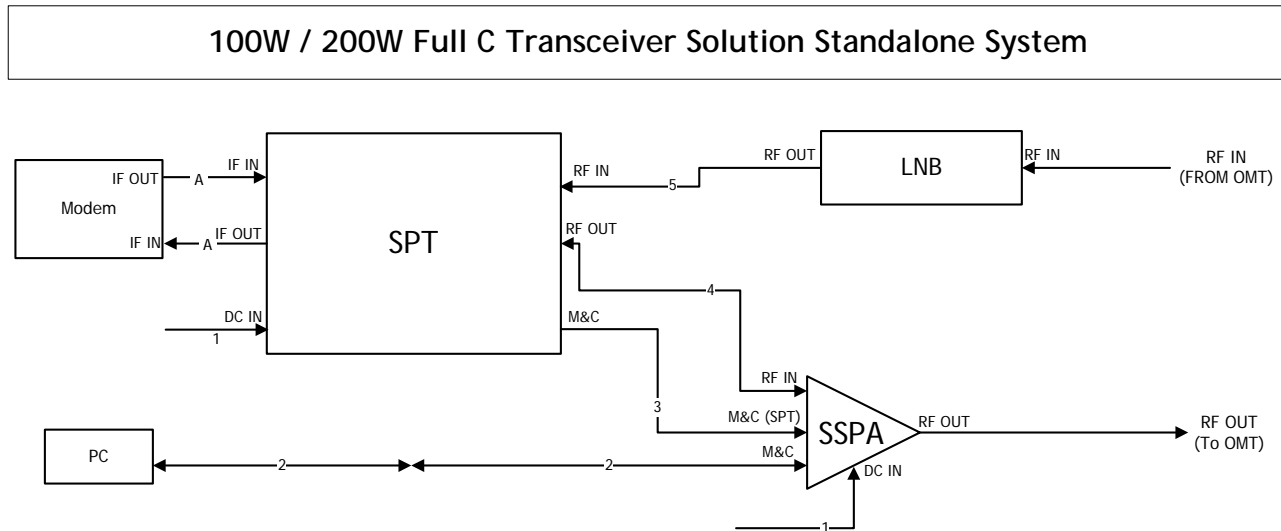 100W / 200W Full C Transceiver Solution Standalone System
RF OUT
LNB
RF IN
RF IN
(FROM OMT)
IF OUT
A
IF IN
RF IN
5
Modem
SPT
IF IN
A
IF OUT
RF OUT
4
DC IN
1
M&C
RF IN
3
M&C (SPT)
SSPA
RF OUT
RF OUT
(To OMT)
PC
2
2
M&C
DC IN
1